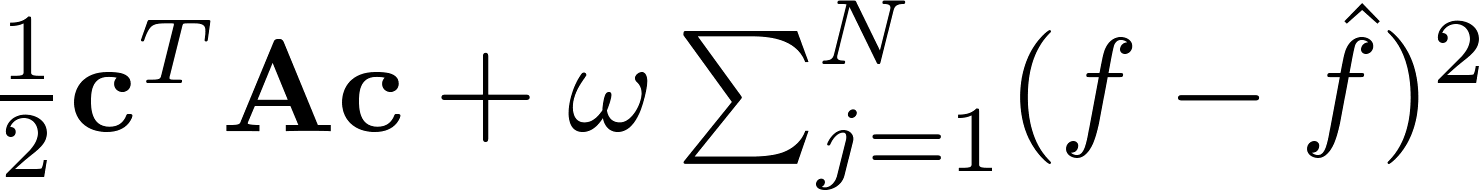 \frac{1}{2} \mathbf{c}^T \mathbf{A} \mathbf{c} + \omega \sum_{j=1}^{N} (f - \hat{f})^2